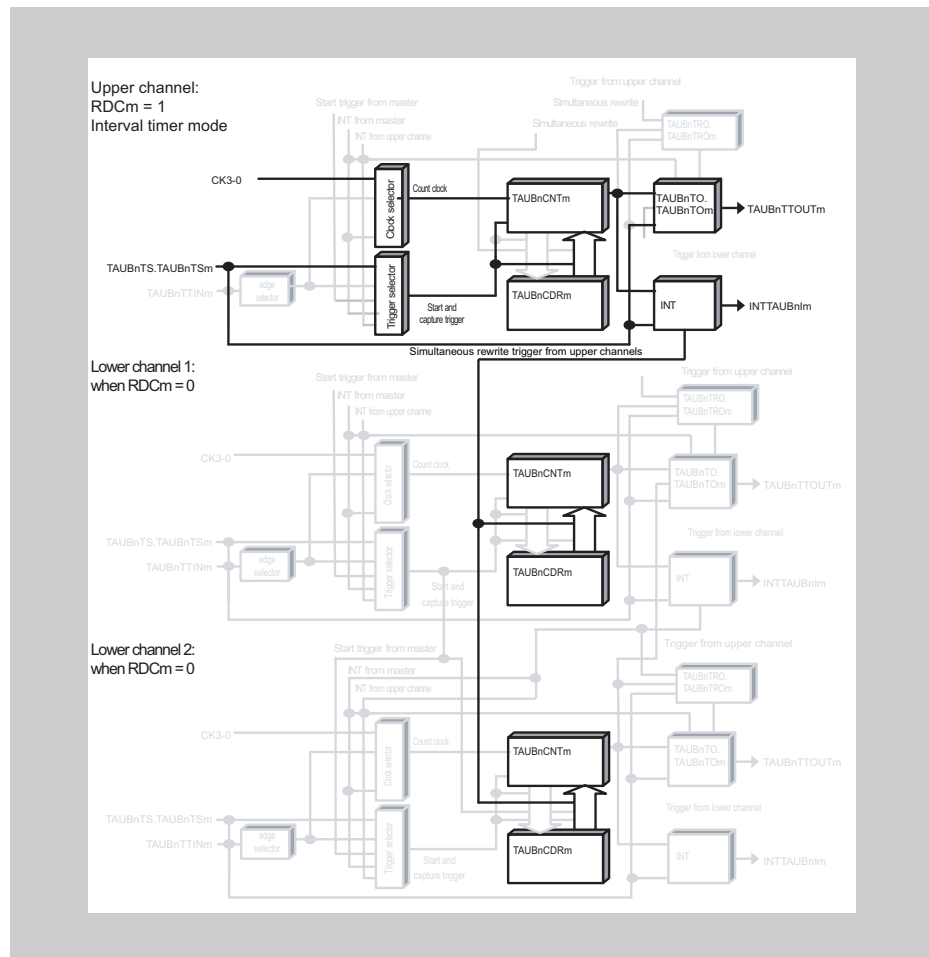 Upper channel:
RDCm = 1
Interval timer mode
Trigger from upper channel
Start trigger from master
Simultaneous rewrite
INT from master
Simultaneous rewrite
INT from upper channe
TAUBnTRO.
TAUBnTROm
CK3-0
Clock selector
Count clock
TAUBnCNTm
TAUBnTO.
TAUBnTOm
TAUBnTTOUTm
Trigger from lower channel
TAUBnTS.TAUBnTSm
TAUBnTTINm
edge
selector
Trigger selector
Start and
capture trigger
TAUBnCDRm
INT
INTTAUBnIm
Simultaneous rewrite trigger from upper channels
Lower channel 1:
when RDCm = 0
Trigger from upper channel
Start trigger from master
INT from master
INT from upper channe
TAUBnTRO.
TAUBnTROm
CK3-0
Clock selector
Count clock
TAUBnCNTm
TAUBnTO.
TAUBnTOm
TAUBnTTOUTm
Trigger from lower channel
TAUBnTS.TAUBnTSm
TAUBnTTINm
edge
selector
Trigger selector
Start and
capture trigger
TAUBnCDRm
INT
INTTAUBnIm
Lower channel 2:
when RDCm = 0
Trigger from upper channel
Start trigger from master
INT from master
INT from upper channe
TAUBnTRO.
TAUBnTROm
CK3-0
Clock selector
Count clock
TAUBnCNTm
TAUBnTO.
TAUBnTOm
TAUBnTTOUTm
Trigger from lower channel
TAUBnTS.TAUBnTSm
TAUBnTTINm
edge
selector
Trigger selector
Start and
capture trigger
TAUBnCDRm
INT
INTTAUBnIm